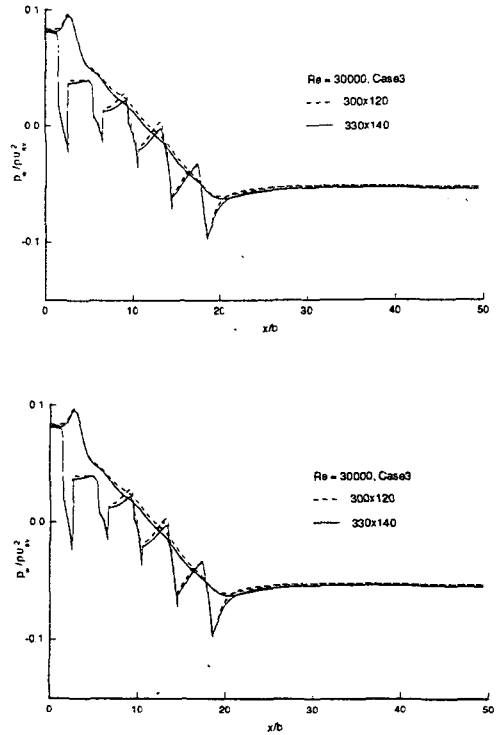 0.1
Re = 30000, Case3
300x120
330x140
0.0
-0.1
0 10 20 30 40 50
x/b
0.1
Re = 30000, Case3
300x120
330x140
0.0
-0.1
0 10 20 30 40 50
x/b